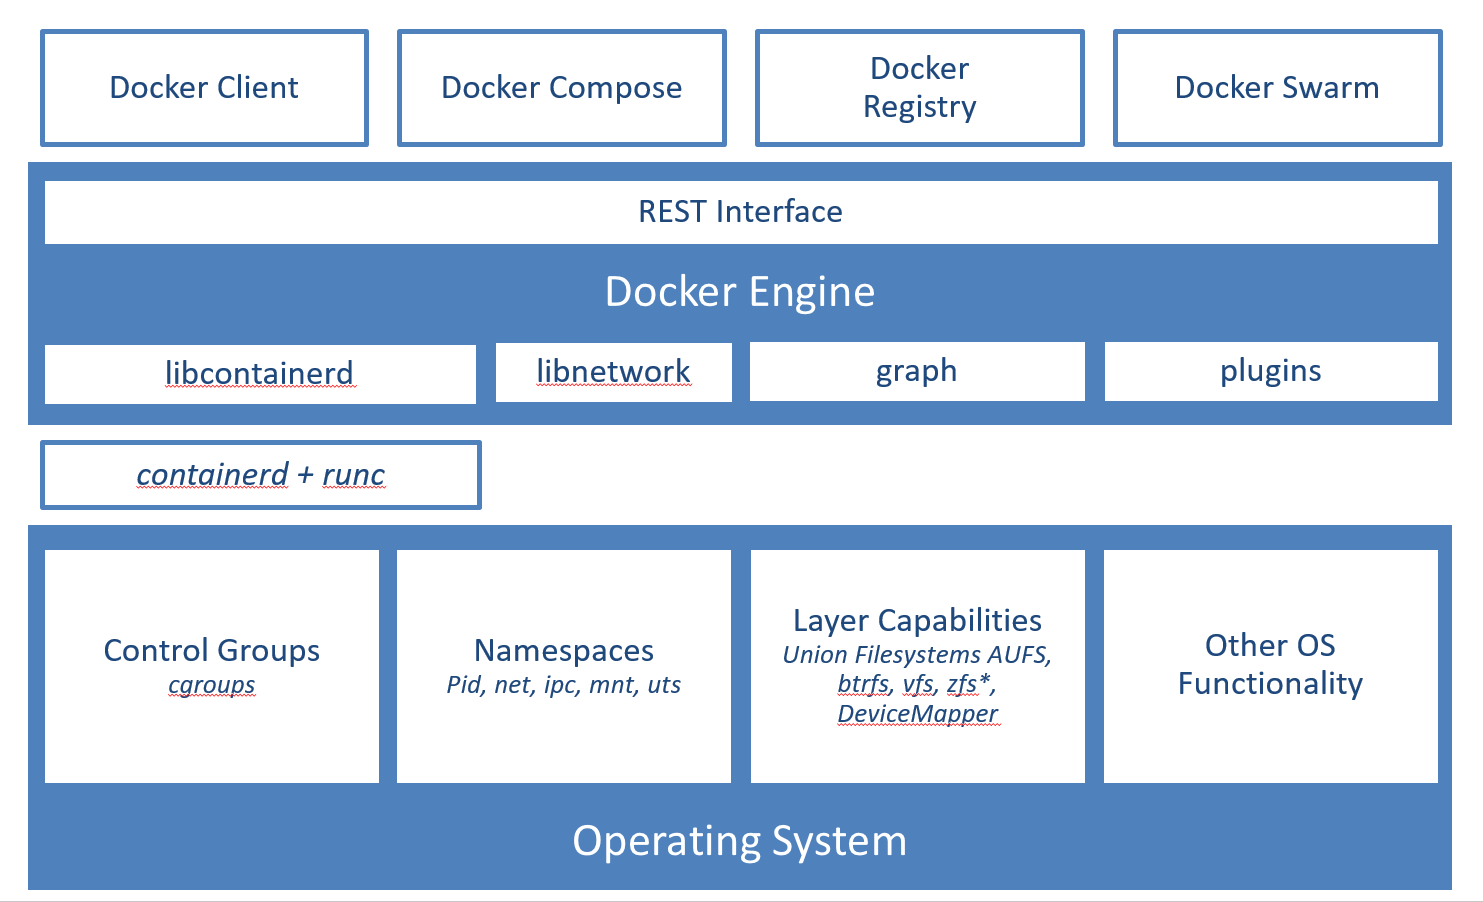 Docker Client
Docker Compose
Docker
Registry
Docker Swarm
REST Interface
Docker Engine
libcontainerd
libnetwork
graph
plugins
containerd + runc
Control Groups
cgroups
Namespaces
Pid, net, ipc, mnt, uts
Layer Capabilities
Union Filesystems AUFS,
btrfs, vfs, zfs*,
DeviceMapper
Other OS
Functionality
Operating System